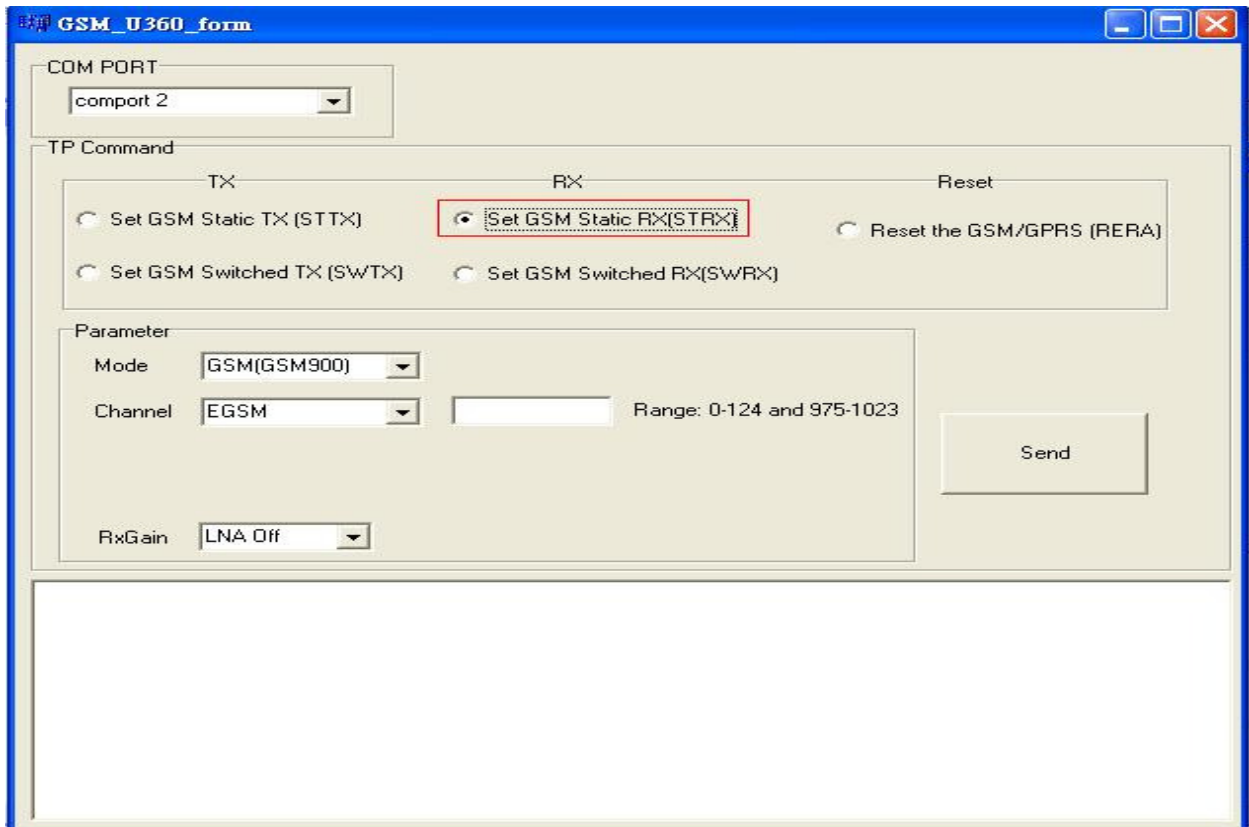 GSM_U360_form
COM PORT
comport 2
TP Command
TX RX Reset
Set GSM Static TX (STTX) Set GSM Static RX(STRX) Reset the GSM/GPRS (RERA)
Set GSM Switched TX (SWTX) Set GSM Switched RX(SWRX)
Parameter
Mode GSM(GSM900)
Channel EGSM Range: 0-124 and 975-1023
Send
RxGain LNA Off